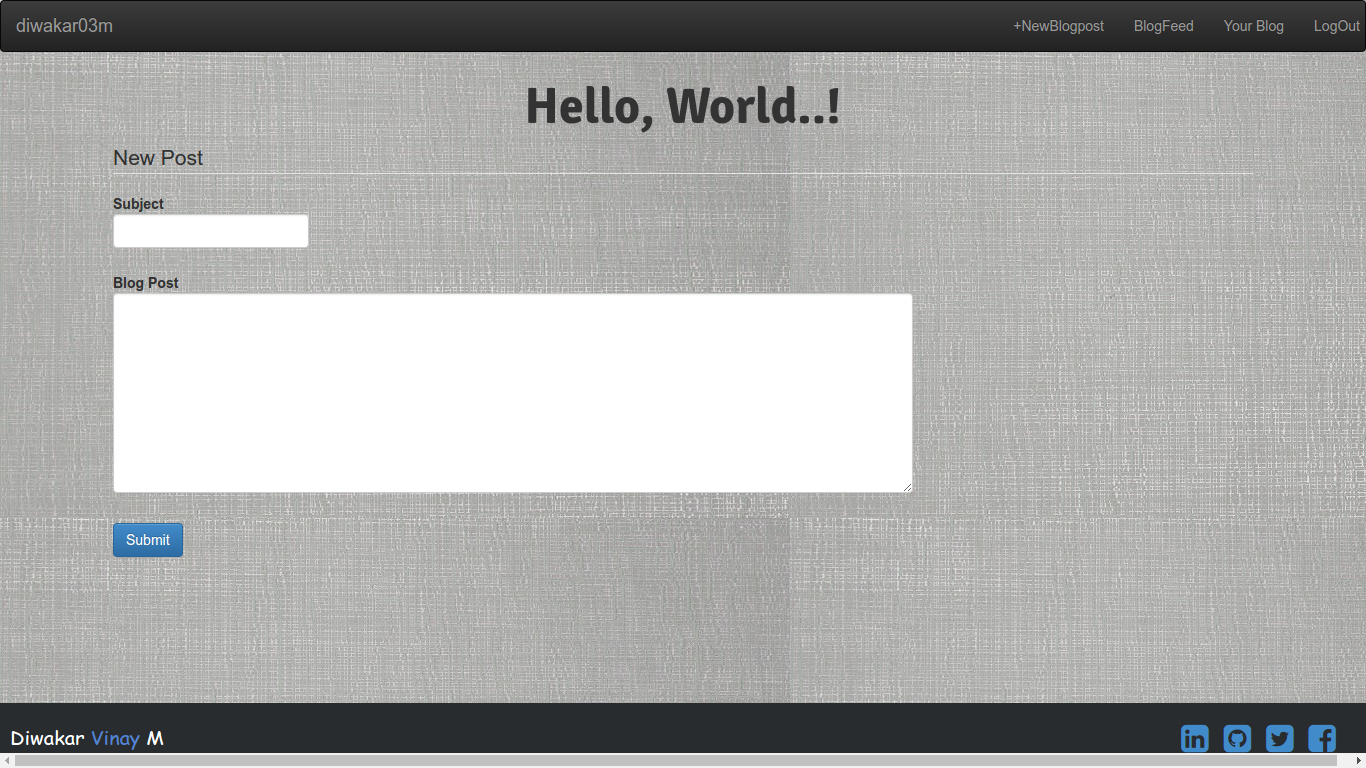 diwakar03m +NewBlogpost BlogFeed Your Blog LogOut
Hello, World..!
New Post
Subject
Blog Post
Submit
Diwakar Vinay M